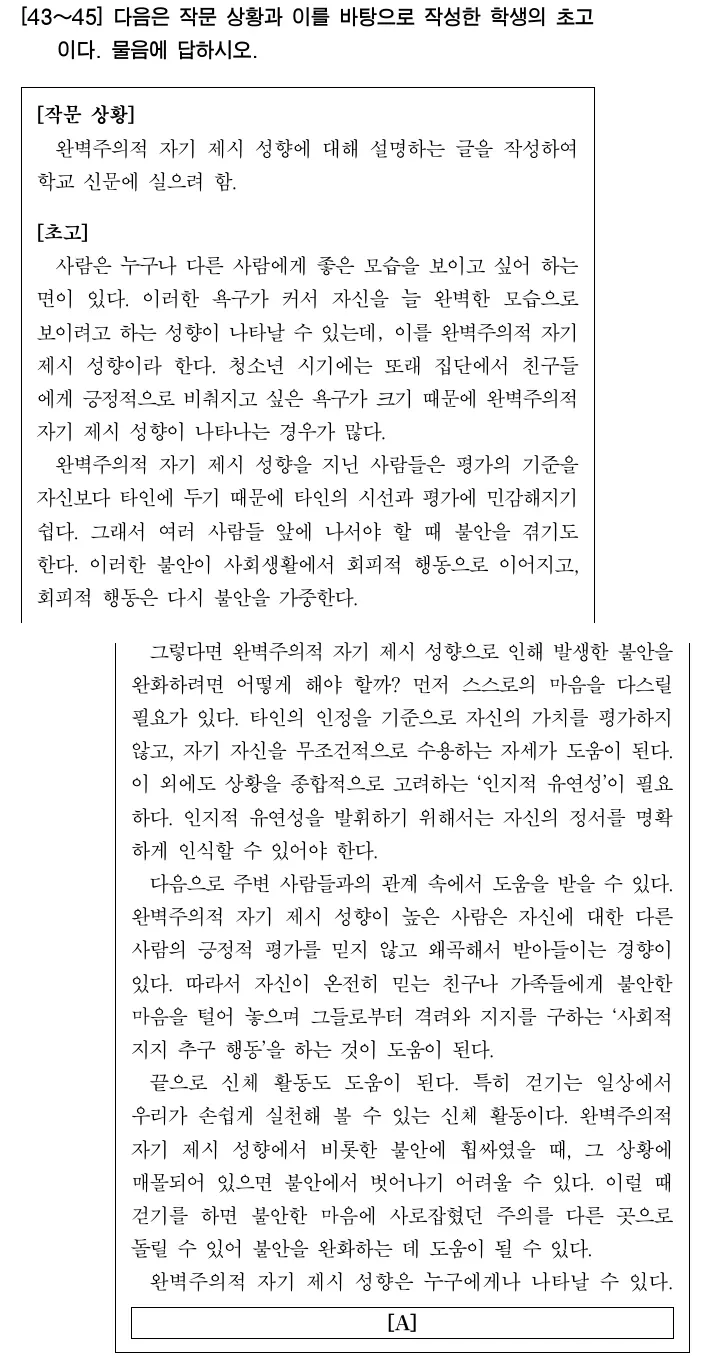 [43～45] 다음은 작문 상황과 이를 바탕으로 작성한 학생의 초고
이다. 물음에 답하시오.
[작문 상황]
완벽주의적 자기 제시 성향에 대해 설명하는 글을 작성하여
학교 신문에 실으려 함.
[초고]
사람은 누구나 다른 사람에게 좋은 모습을 보이고 싶어 하는
면이 있다. 이러한 욕구가 커서 자신을 늘 완벽한 모습으로
보이려고 하는 성향이 나타날 수 있는데, 이를 완벽주의적 자기
제시 성향이라 한다. 청소년 시기에는 또래 집단에서 친구들
에게 긍정적으로 비춰지고 싶은 욕구가 크기 때문에 완벽주의적
자기 제시 성향이 나타나는 경우가 많다.
완벽주의적 자기 제시 성향을 지닌 사람들은 평가의 기준을
자신보다 타인에 두기 때문에 타인의 시선과 평가에 민감해지기
쉽다. 그래서 여러 사람들 앞에 나서야 할 때 불안을 겪기도
한다. 이러한 불안이 사회생활에서 회피적 행동으로 이어지고,
회피적 행동은 다시 불안을 가중한다.
그렇다면 완벽주의적 자기 제시 성향으로 인해 발생한 불안을
완화하려면 어떻게 해야 할까? 먼저 스스로의 마음을 다스릴
필요가 있다. 타인의 인정을 기준으로 자신의 가치를 평가하지
않고, 자기 자신을 무조건적으로 수용하는 자세가 도움이 된다.
이 외에도 상황을 종합적으로 고려하는 ‘인지적 유연성’이 필요
하다. 인지적 유연성을 발휘하기 위해서는 자신의 정서를 명확
하게 인식할 수 있어야 한다.
다음으로 주변 사람들과의 관계 속에서 도움을 받을 수 있다.
완벽주의적 자기 제시 성향이 높은 사람은 자신에 대한 다른
사람의 긍정적 평가를 믿지 않고 왜곡해서 받아들이는 경향이
있다. 따라서 자신이 온전히 믿는 친구나 가족들에게 불안한
마음을 털어 놓으며 그들로부터 격려와 지지를 구하는 ‘사회적
지지 추구 행동’을 하는 것이 도움이 된다.
끝으로 신체 활동도 도움이 된다. 특히 걷기는 일상에서
우리가 손쉽게 실천해 볼 수 있는 신체 활동이다. 완벽주의적
자기 제시 성향에서 비롯한 불안에 휩싸였을 때, 그 상황에
매몰되어 있으면 불안에서 벗어나기 어려울 수 있다. 이럴 때
걷기를 하면 불안한 마음에 사로잡혔던 주의를 다른 곳으로
돌릴 수 있어 불안을 완화하는 데 도움이 될 수 있다.
완벽주의적 자기 제시 성향은 누구에게나 나타날 수 있다.
[A]